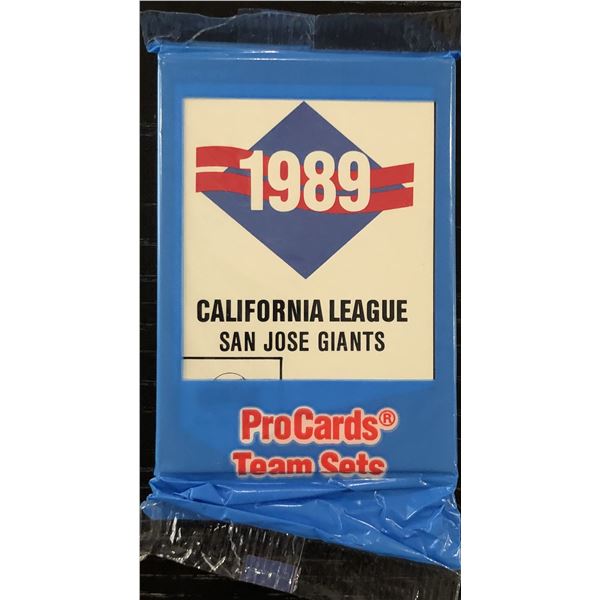 1989
CALIFORNIA LEAGUE
SAN JOSE GIANTS
ProCards®
Team Sets